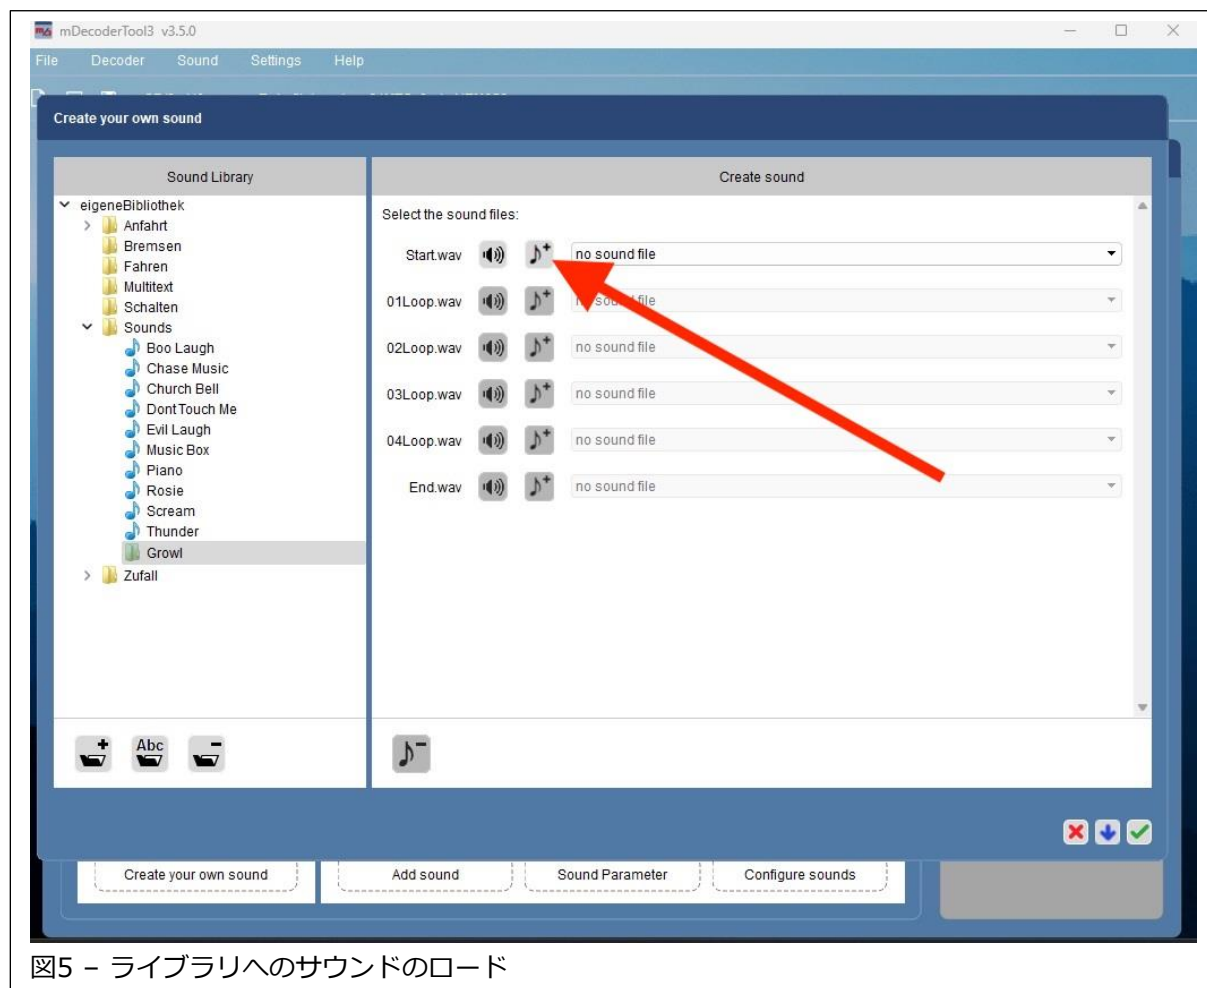 mDecoderTool3 v3.5.0
File Decoder Sound Settings Help
Create your own sound
Sound Library
Create sound
eigeneBibliothek
Anfahrt
Bremsen
Fahren
Multitext
Schalten
Sounds
Boo Laugh
Chase Music
Church Bell
Dont Touch Me
Evil Laugh
Music Box
Piano
Rosie
Scream
Thunder
Growl
Zufall
Abc
Select the sound files:
Start.wav no sound file
01Loop.wav no sound file
02Loop.wav no sound file
03Loop.wav no sound file
04Loop.wav no sound file
End.wav no sound file
Create your own sound
Add sound
Sound Parameter
Configure sounds
図5 – ライブラリへのサウンドのロード